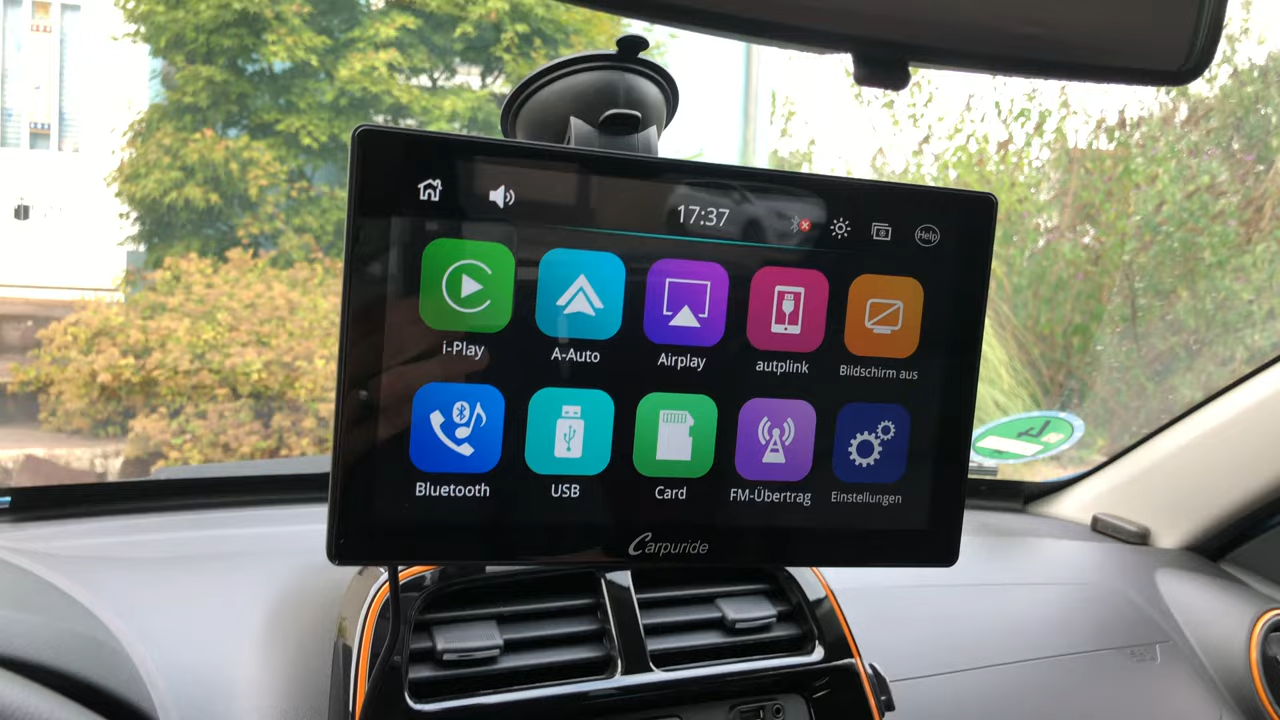 17:37
Help
i-Play
A-Auto
Airplay
autplink
Bildschirm aus
Bluetooth
USB
Card
FM-Übertrag
Einstellungen
Carpuride